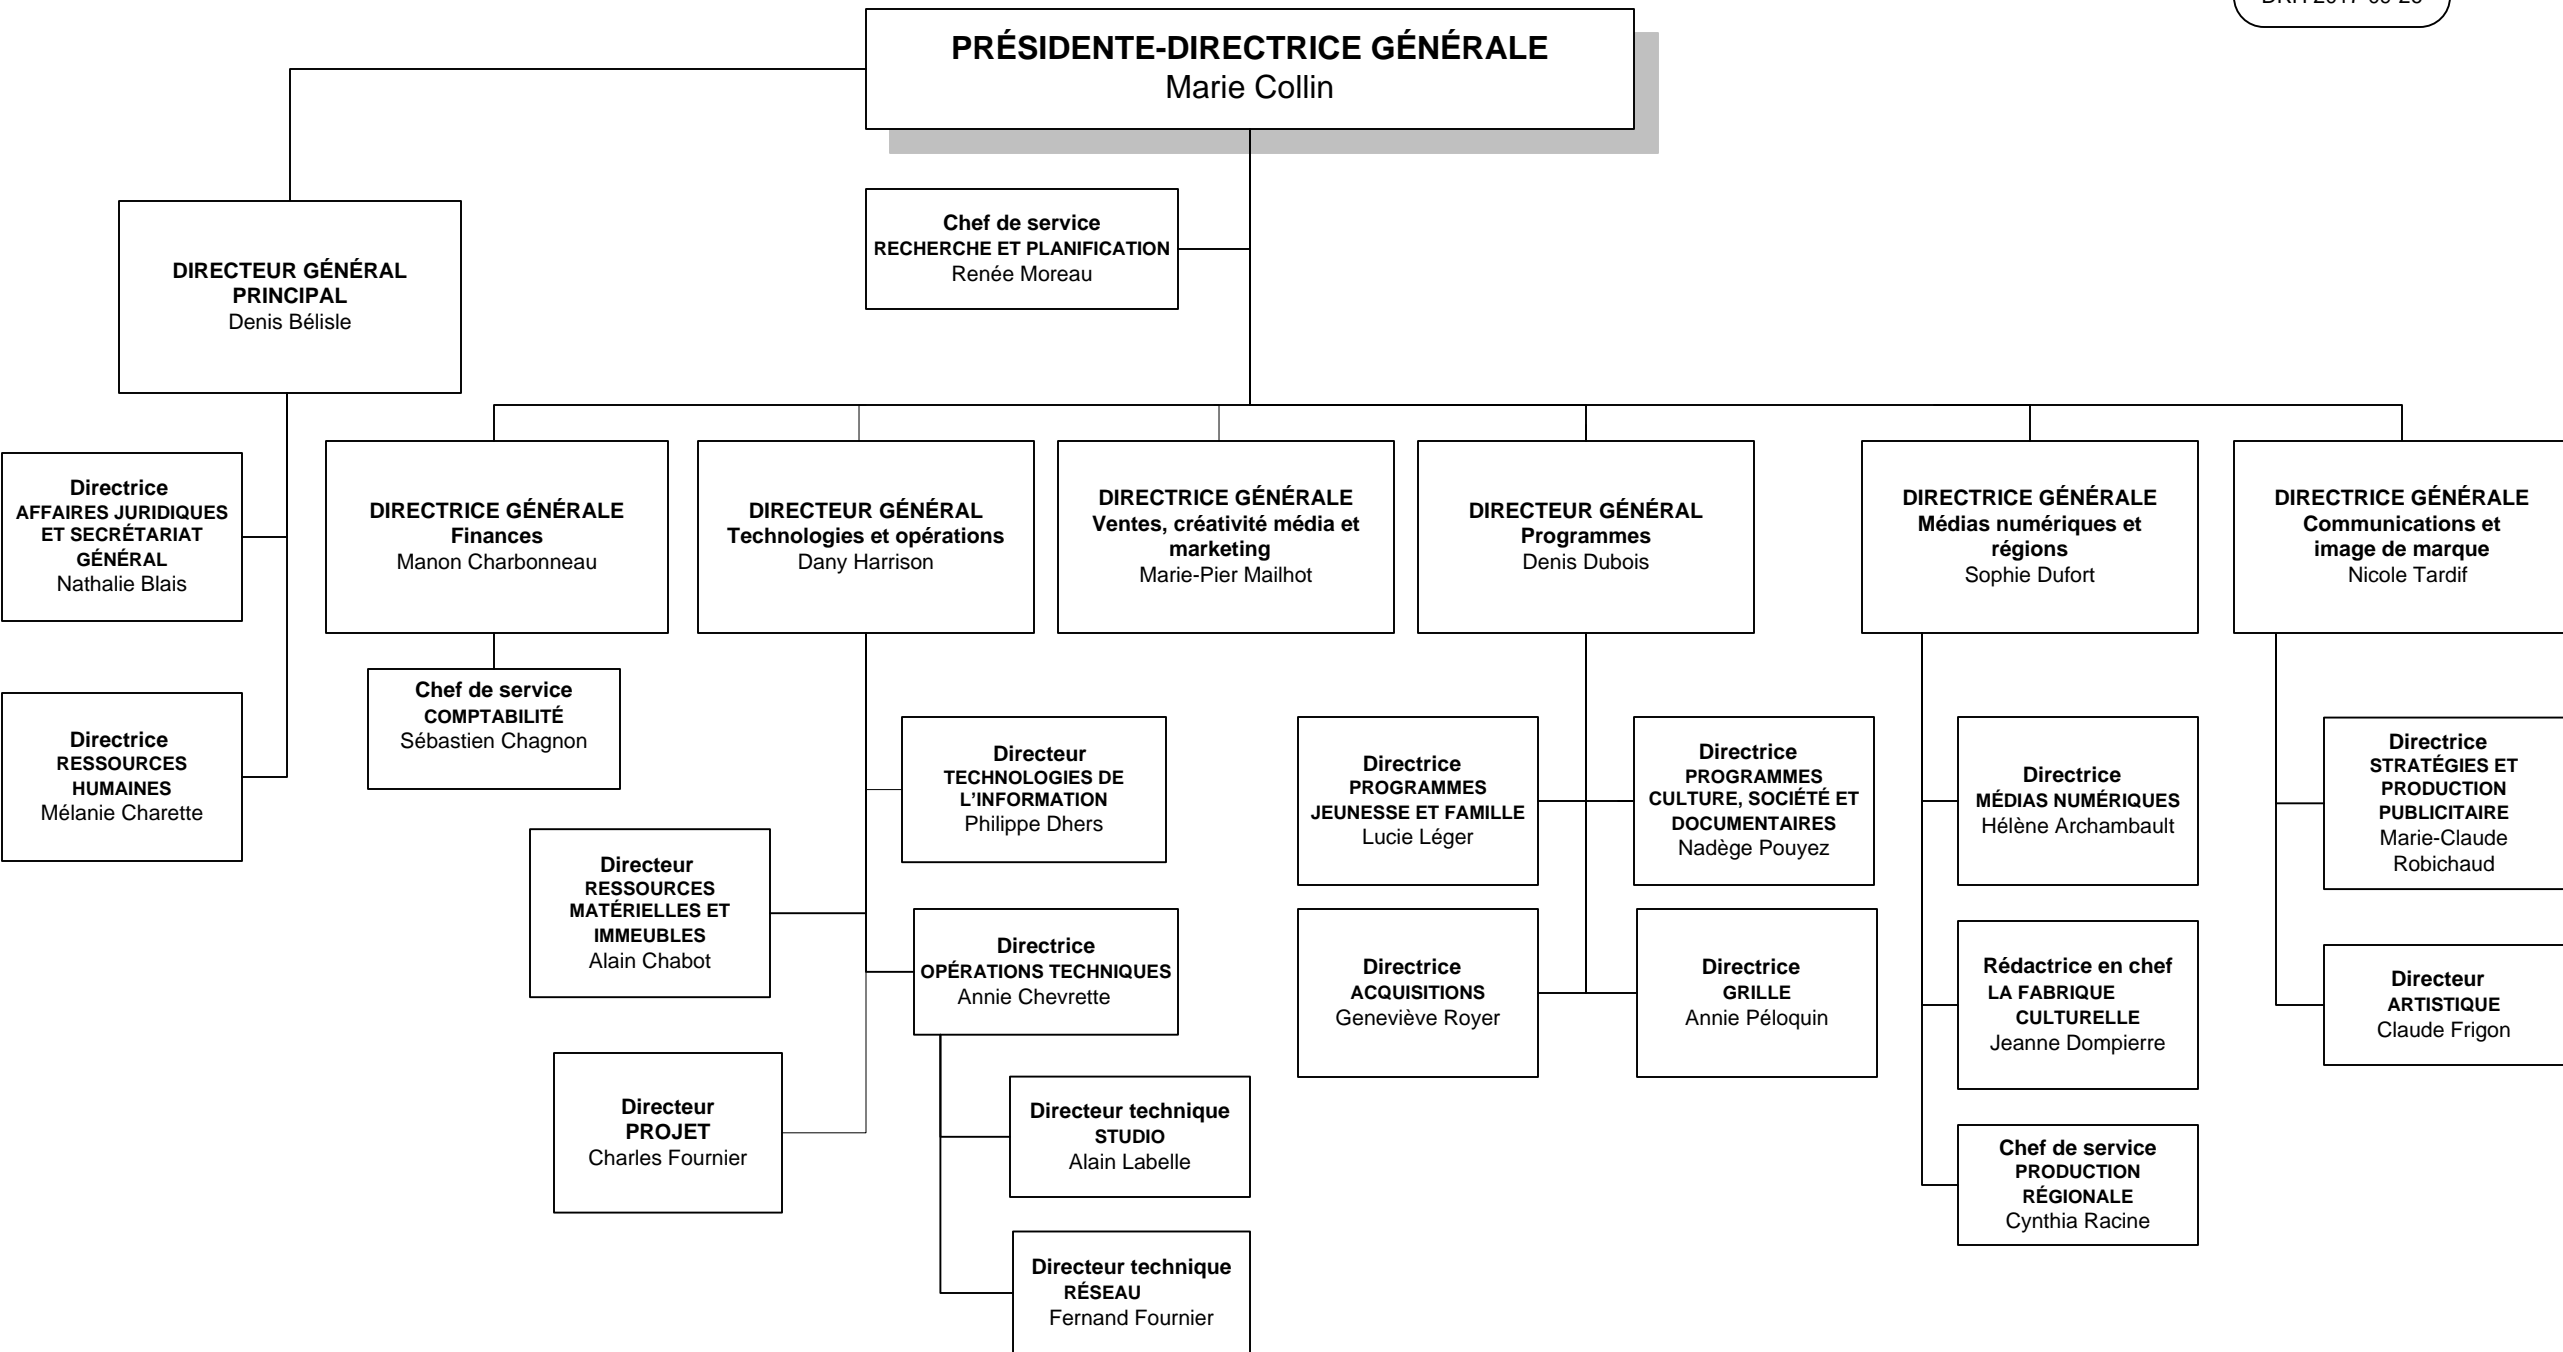 PRÉSIDENTE-DIRECTRICE GÉNÉRALE
Marie Collin
Chef de service
RECHERCHE ET PLANIFICATION
Renée Moreau
DIRECTEUR GÉNÉRAL
PRINCIPAL
Denis Bélisle
Directrice
AFFAIRES JURIDIQUES
ET SECRÉTARIAT
GÉNÉRAL
Nathalie Blais
Directrice
RESSOURCES
HUMAINES
Mélanie Charette
DIRECTRICE GÉNÉRALE
Finances
Manon Charbonneau
Chef de service
COMPTABILITÉ
Sébastien Chagnon
DIRECTEUR GÉNÉRAL
Technologies et opérations
Dany Harrison
Directeur
TECHNOLOGIES DE
L’INFORMATION
Philippe Dhers
Directeur
RESSOURCES
MATÉRIELLES ET
IMMEUBLES
Alain Chabot
Directrice
OPÉRATIONS TECHNIQUES
Annie Chevrette
Directeur
PROJET
Charles Fournier
Directeur technique
STUDIO
Alain Labelle
Directeur technique
RÉSEAU
Fernand Fournier
DIRECTRICE GÉNÉRALE
Ventes, créativité média et
marketing
Marie-Pier Mailhot
DIRECTEUR GÉNÉRAL
Programmes
Denis Dubois
Directrice
PROGRAMMES
JEUNESSE ET FAMILLE
Lucie Léger
Directrice
PROGRAMMES
CULTURE, SOCIÉTÉ ET
DOCUMENTAIRES
Nadège Pouyez
Directrice
ACQUISITIONS
Geneviève Royer
Directrice
GRILLE
Annie Péloquin
DIRECTRICE GÉNÉRALE
Médias numériques et
régions
Sophie Dufort
Directrice
MÉDIAS NUMÉRIQUES
Hélène Archambault
Rédactrice en chef
LA FABRIQUE
CULTURELLE
Jeanne Dompierre
Chef de service
PRODUCTION
RÉGIONALE
Cynthia Racine
DIRECTRICE GÉNÉRALE
Communications et
image de marque
Nicole Tardif
Directrice
STRATÉGIES ET
PRODUCTION
PUBLICITAIRE
Marie-Claude
Robichaud
Directeur
ARTISTIQUE
Claude Frigon